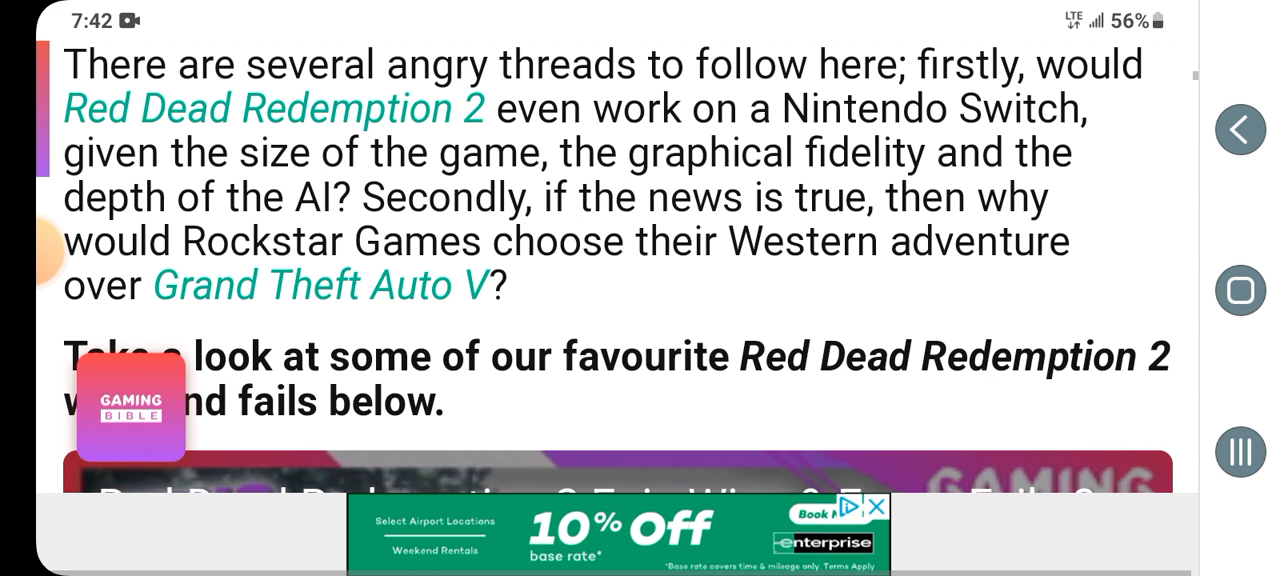 7:42
LTE 56%
There are several angry threads to follow here; firstly, would
Red Dead Redemption 2 even work on a Nintendo Switch,
given the size of the game, the graphical fidelity and the
depth of the AI? Secondly, if the news is true, then why
would Rockstar Games choose their Western adventure
over Grand Theft Auto V?
look at some of our favourite Red Dead Redemption 2
fails below.
GAMING
BIBLE
GAMING
Select Airport Locations
Weekend Rentals
10% Off
base rate*
Book
enterprise
*Base rate covers time & mileage only. Terms Apply